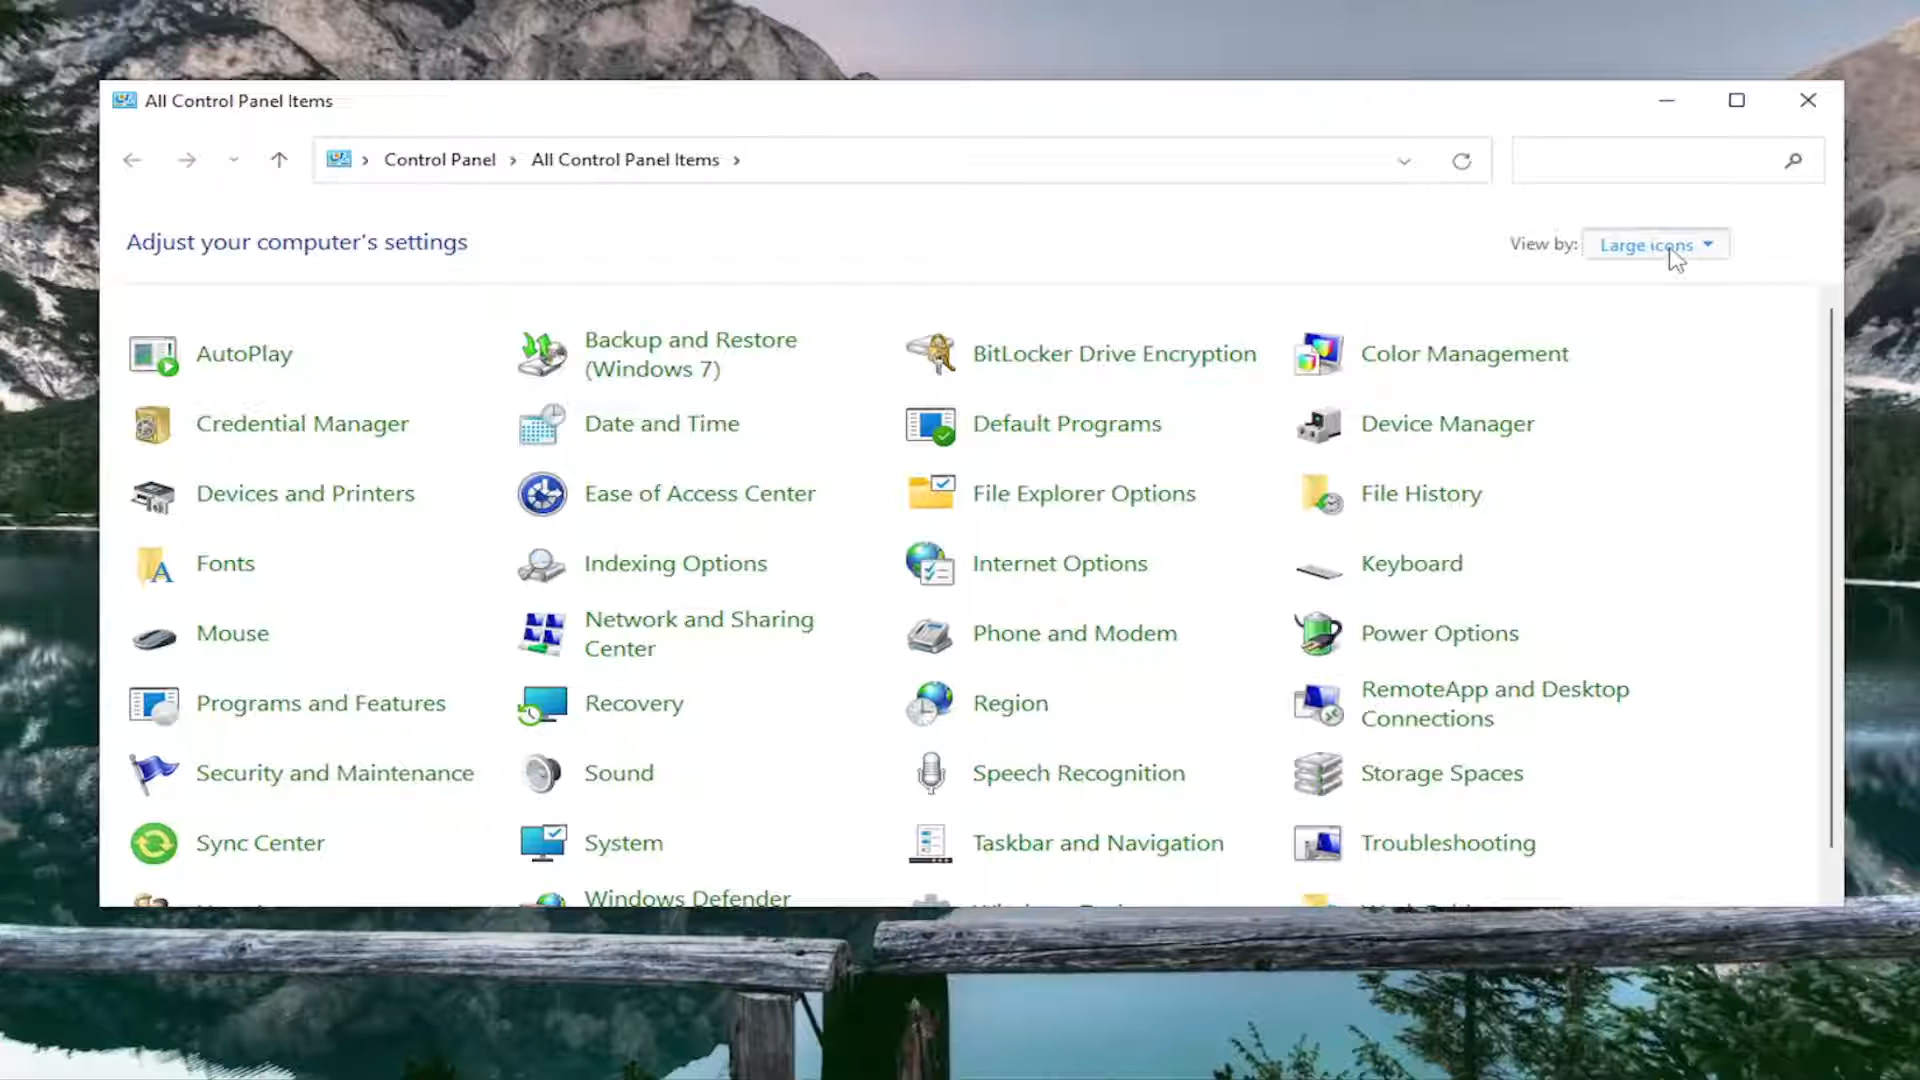 All Control Panel Items
Control Panel All Control Panel Items
Adjust your computer's settings
View by: Large icons
AutoPlay
Backup and Restore
(Windows 7)
BitLocker Drive Encryption
Color Management
Credential Manager
Date and Time
Default Programs
Device Manager
Devices and Printers
Ease of Access Center
File Explorer Options
File History
Fonts
Indexing Options
Internet Options
Keyboard
Mouse
Network and Sharing
Center
Phone and Modem
Power Options
Programs and Features
Recovery
Region
RemoteApp and Desktop
Connections
Security and Maintenance
Sound
Speech Recognition
Storage Spaces
Sync Center
System
Taskbar and Navigation
Troubleshooting
Windows Defender